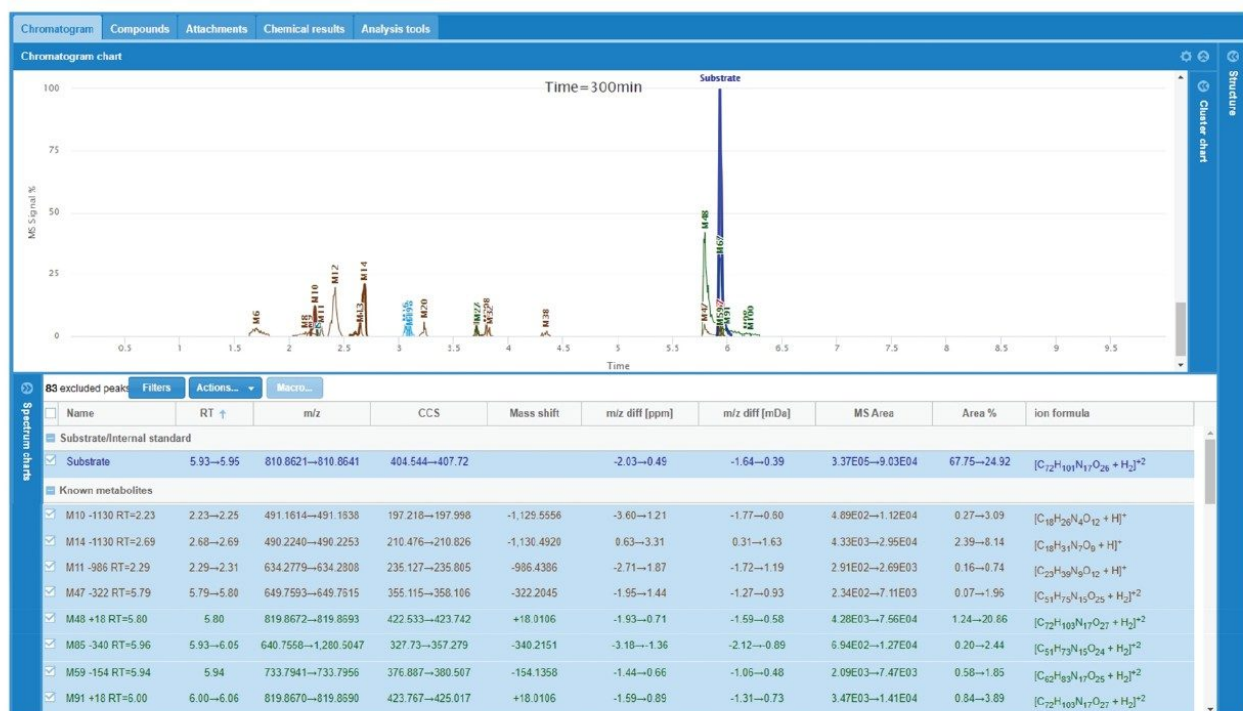 Chromatogram Compounds Attachments Chemical results Analysis tools
Chromatogram chart
Time=300min
Substrate
100
75
50
25
0
MS Signal %
M6
M8
M10
M11
M12
M13
M14
M20
M38
M47
M48
M91
M100
0.5 1 1.5 2 2.5 3 3.5 4 4.5 5 5.5 6 6.5 7 7.5 8 8.5 9 9.5
Time
Cluster chart
Structure
Spectrum charts
83 excluded peaks Filters Actions... Macro...
Name RT ↑ m/z CCS Mass shift m/z diff [ppm] m/z diff [mDa] MS Area Area % ion formula
Substrate/Internal standard
Substrate 5.93→5.95 810.8621→810.8641 404.544→407.72 -2.03→0.49 -1.64→0.39 3.37E05→9.03E04 67.75→24.92 [C72H101N17O26 + H2]+2
Known metabolites
M10 -1130 RT=2.23 2.23→2.25 491.1614→491.1638 197.218→197.998 -1,129.5556 -3.60→1.21 -1.77→0.60 4.89E02→1.12E04 0.27→3.09 [C18H26N4O12 + H]+
M14 -1130 RT=2.69 2.68→2.69 490.2240→490.2253 210.476→210.826 -1,130.4920 0.63→3.31 0.31→1.63 4.33E03→2.95E04 2.39→8.14 [C18H31N7O9 + H]+
M11 -986 RT=2.29 2.29→2.31 634.2779→634.2808 235.127→235.805 -986.4386 -2.71→1.87 -1.72→1.19 2.91E02→2.69E03 0.16→0.74 [C23H39N9O12 + H]+
M47 -322 RT=5.79 5.79→5.80 649.7593→649.7615 355.115→358.106 -322.2045 -1.95→1.44 -1.27→0.93 2.34E02→7.11E03 0.07→1.96 [C51H75N15O25 + H2]+2
M48 +18 RT=5.80 5.80 819.8672→819.8693 422.533→423.742 +18.0106 -1.93→0.71 -1.59→0.58 4.28E03→7.56E04 1.24→20.86 [C72H103N17O27 + H2]+2
M85 -340 RT=5.96 5.93→6.05 640.7558→1,280.5047 327.73→357.279 -340.2151 -3.18→-1.36 -2.12→-0.89 6.94E02→1.27E04 0.20→2.44 [C51H73N15O24 + H2]+2
M59 -154 RT=5.94 5.94 733.7941→733.7956 376.887→380.507 -154.1358 -1.44→0.66 -1.06→0.48 2.09E03→7.47E03 0.58→1.85 [C62H83N17O25 + H2]+2
M91 +18 RT=6.00 6.00→6.06 819.8670→819.8690 423.767→425.017 +18.0106 -1.59→0.89 -1.31→0.73 3.47E03→1.41E04 0.84→3.89 [C72H103N17O27 + H2]+2